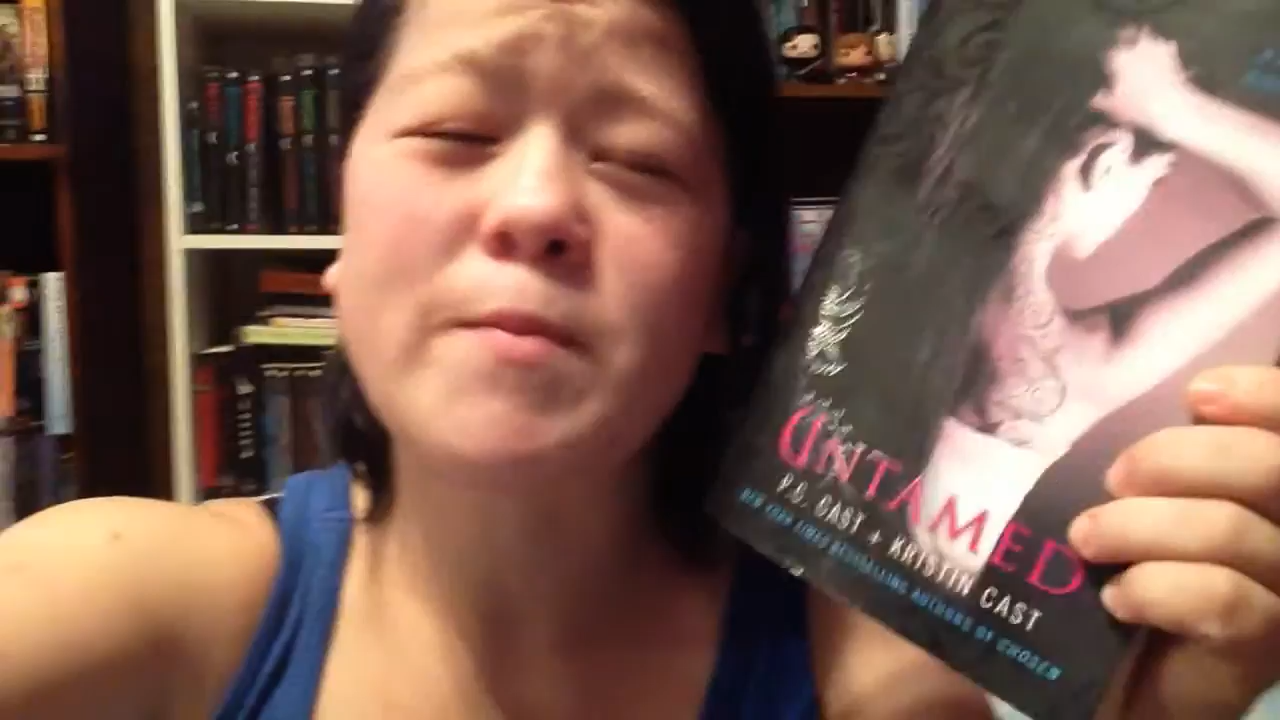 UNTAMED
P.C. CAST + KRISTIN CAST
NEW YORK TIMES BESTSELLING AUTHORS OF CHOSEN